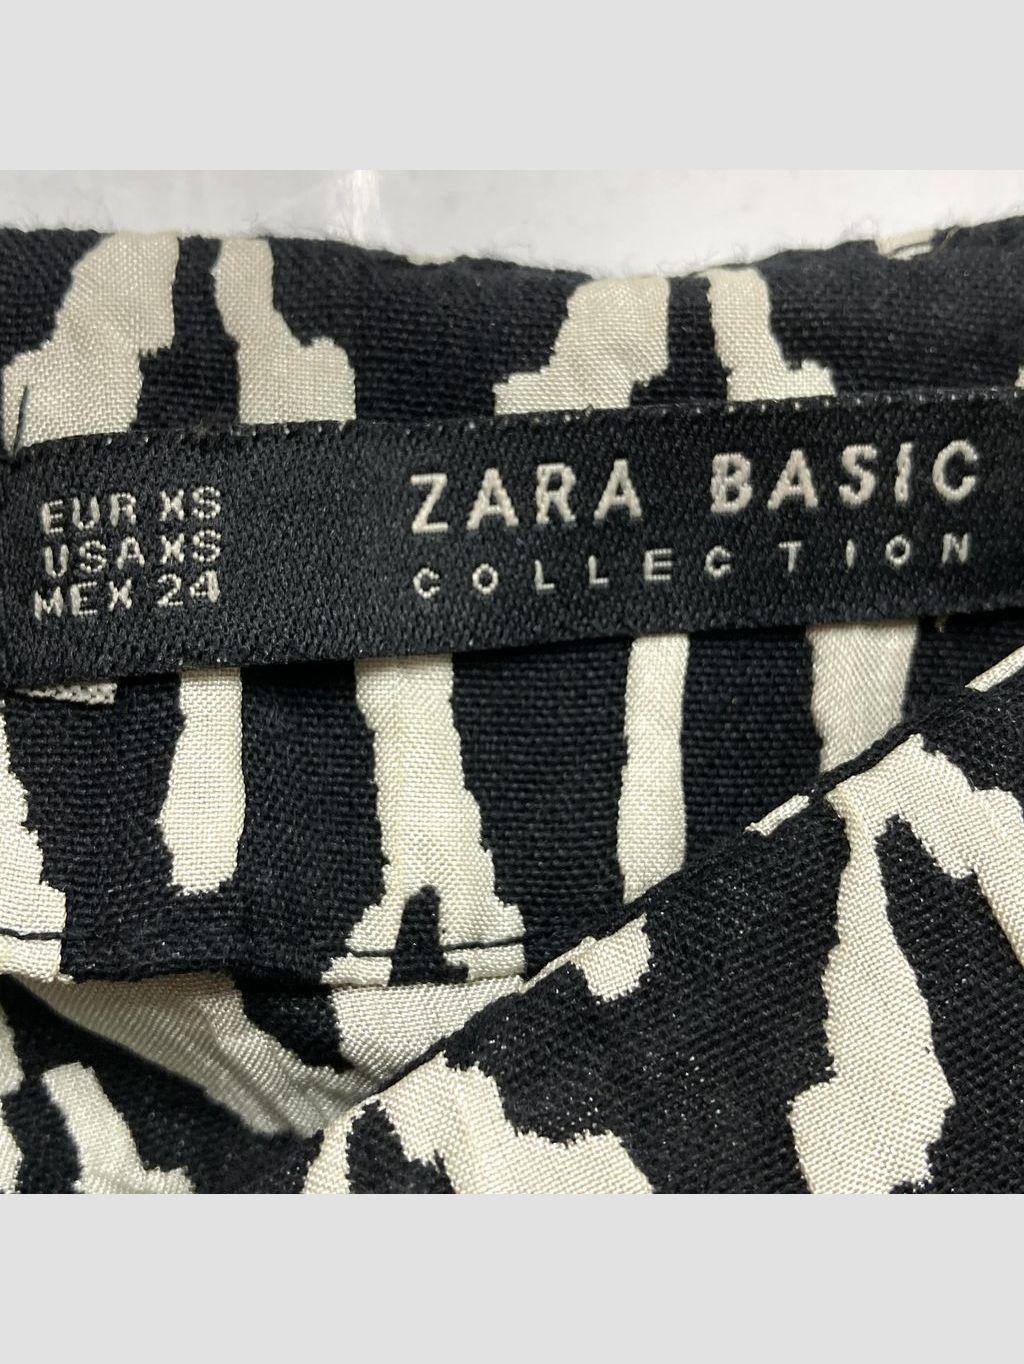 EUR XS
USA XS
MEX 24
ZARA BASIC
COLLECTION